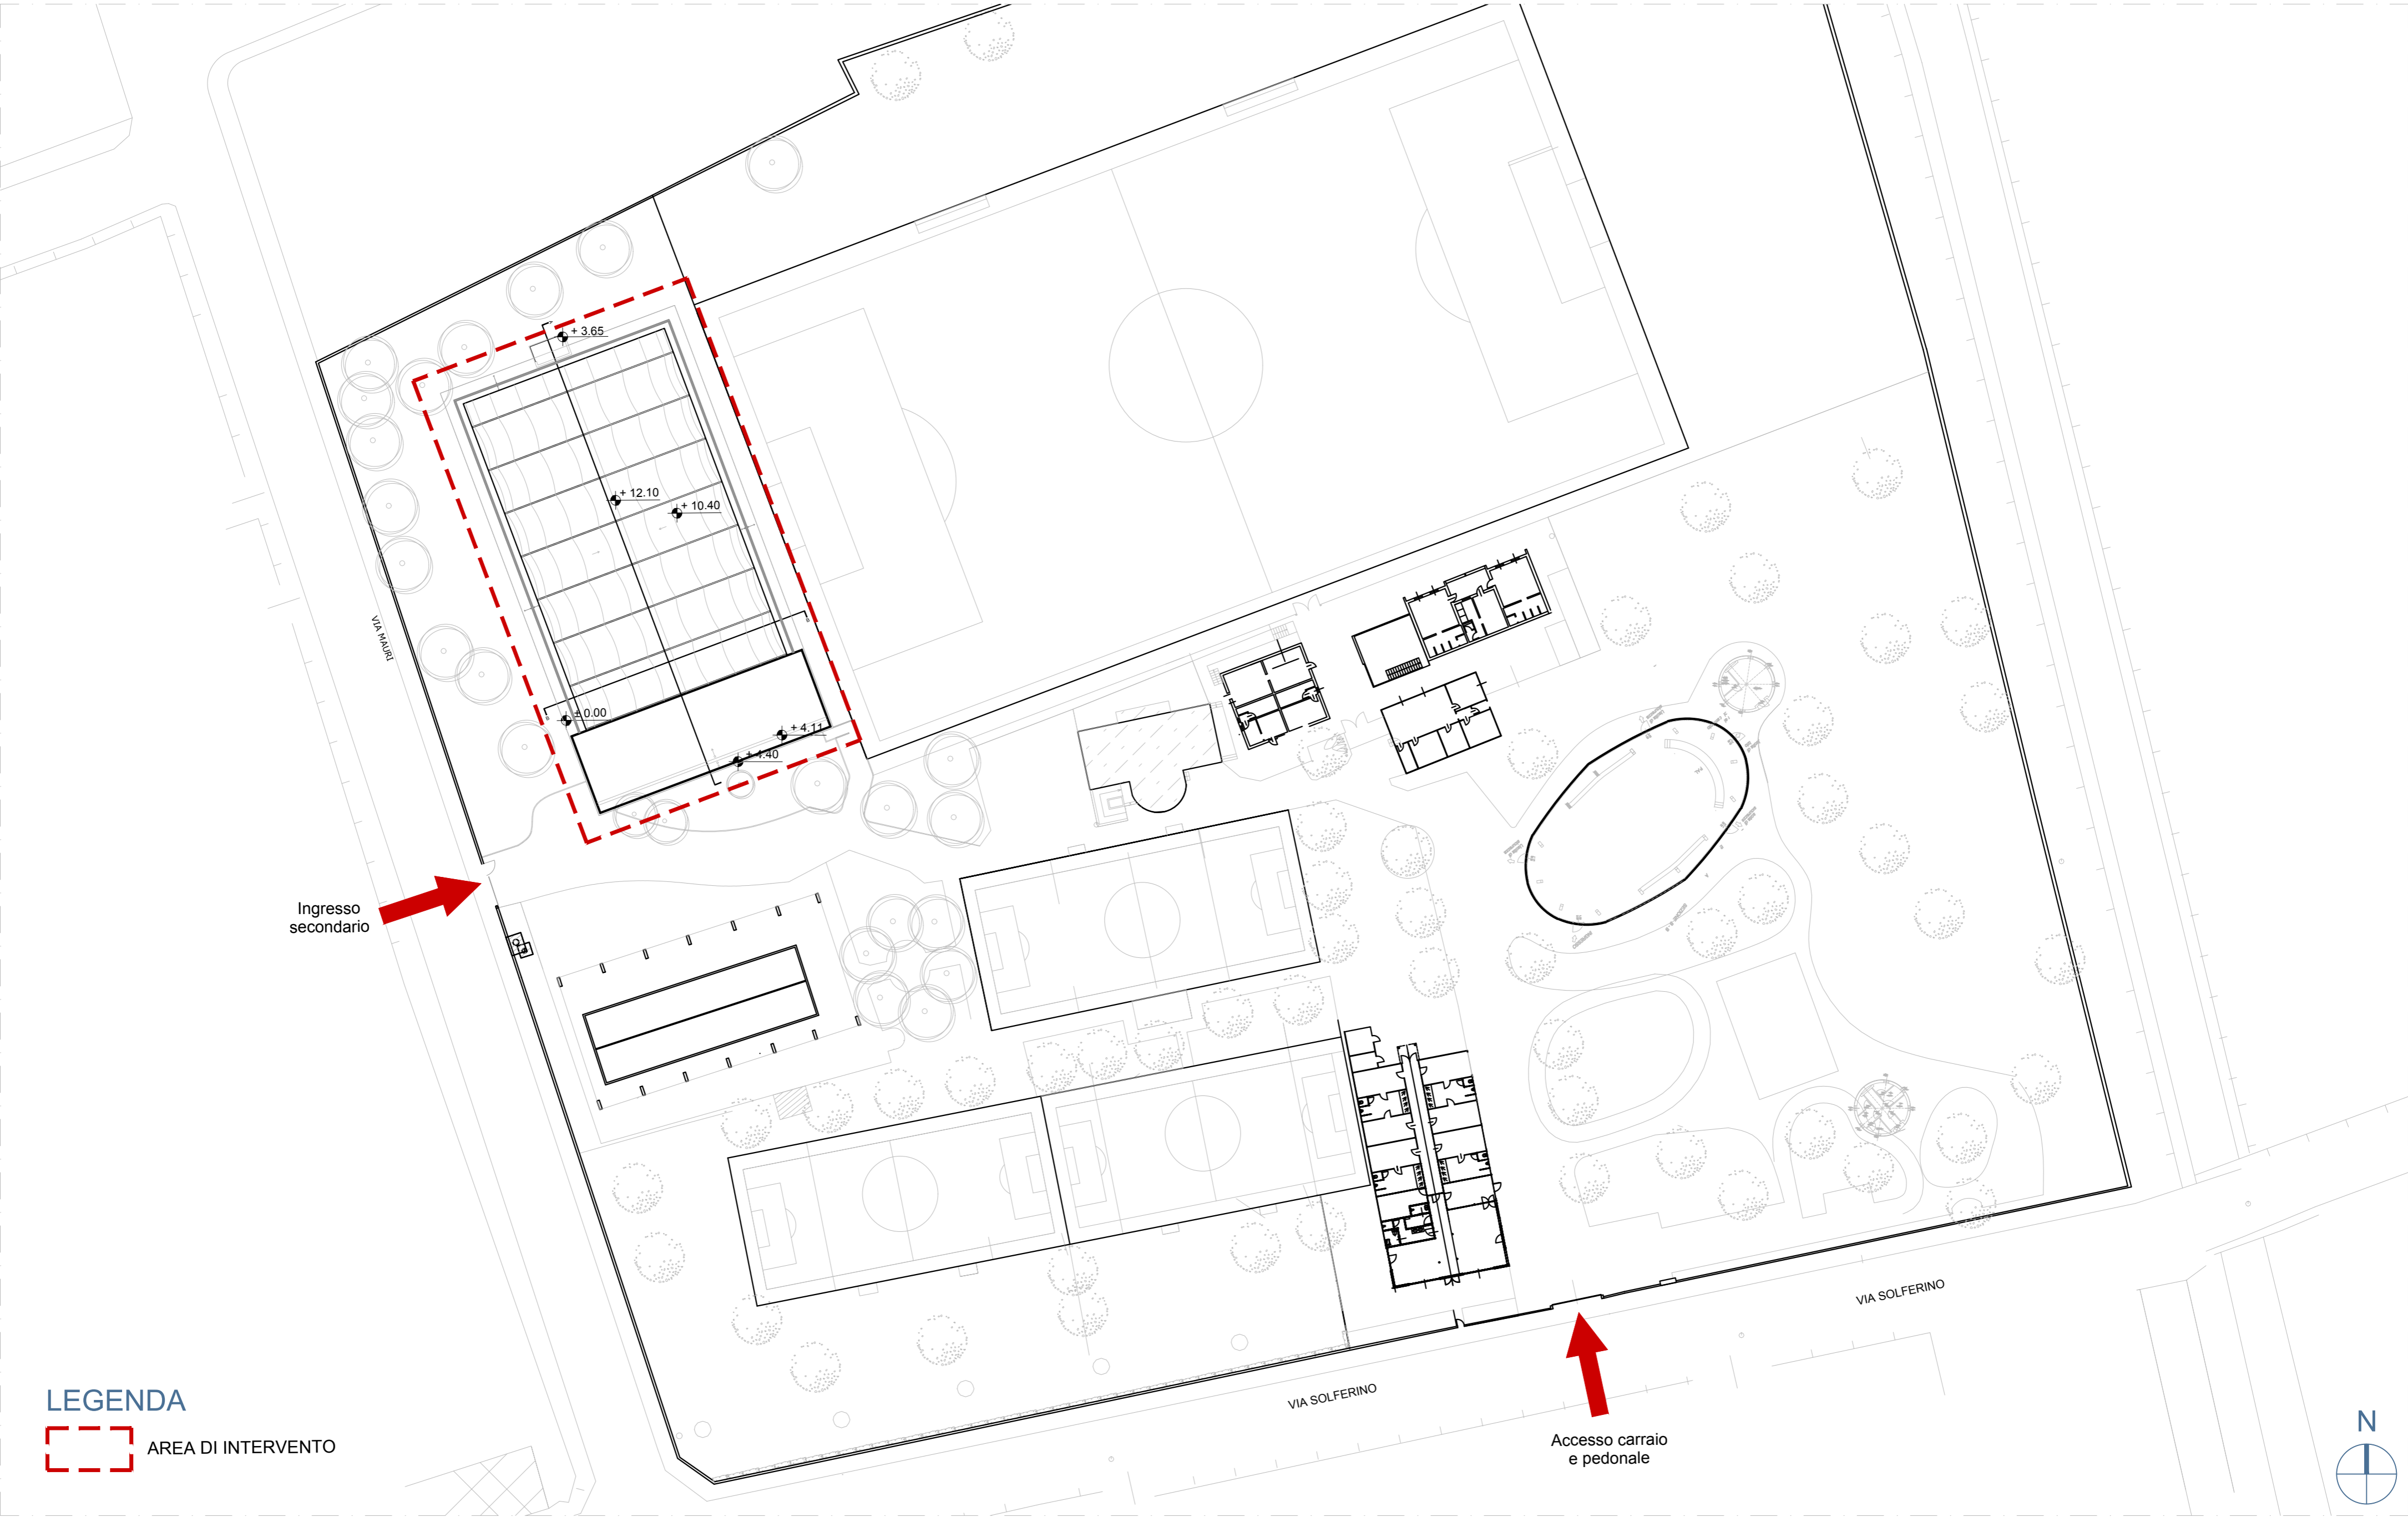 + 3.65
+ 12.10
+ 10.40
VIA MAURI
± 0.00
+ 4.11
+ 4.40
Ingresso
secondario
VIA SOLFERINO
VIA SOLFERINO
LEGENDA
AREA DI INTERVENTO
Accesso carraio
e pedonale
N